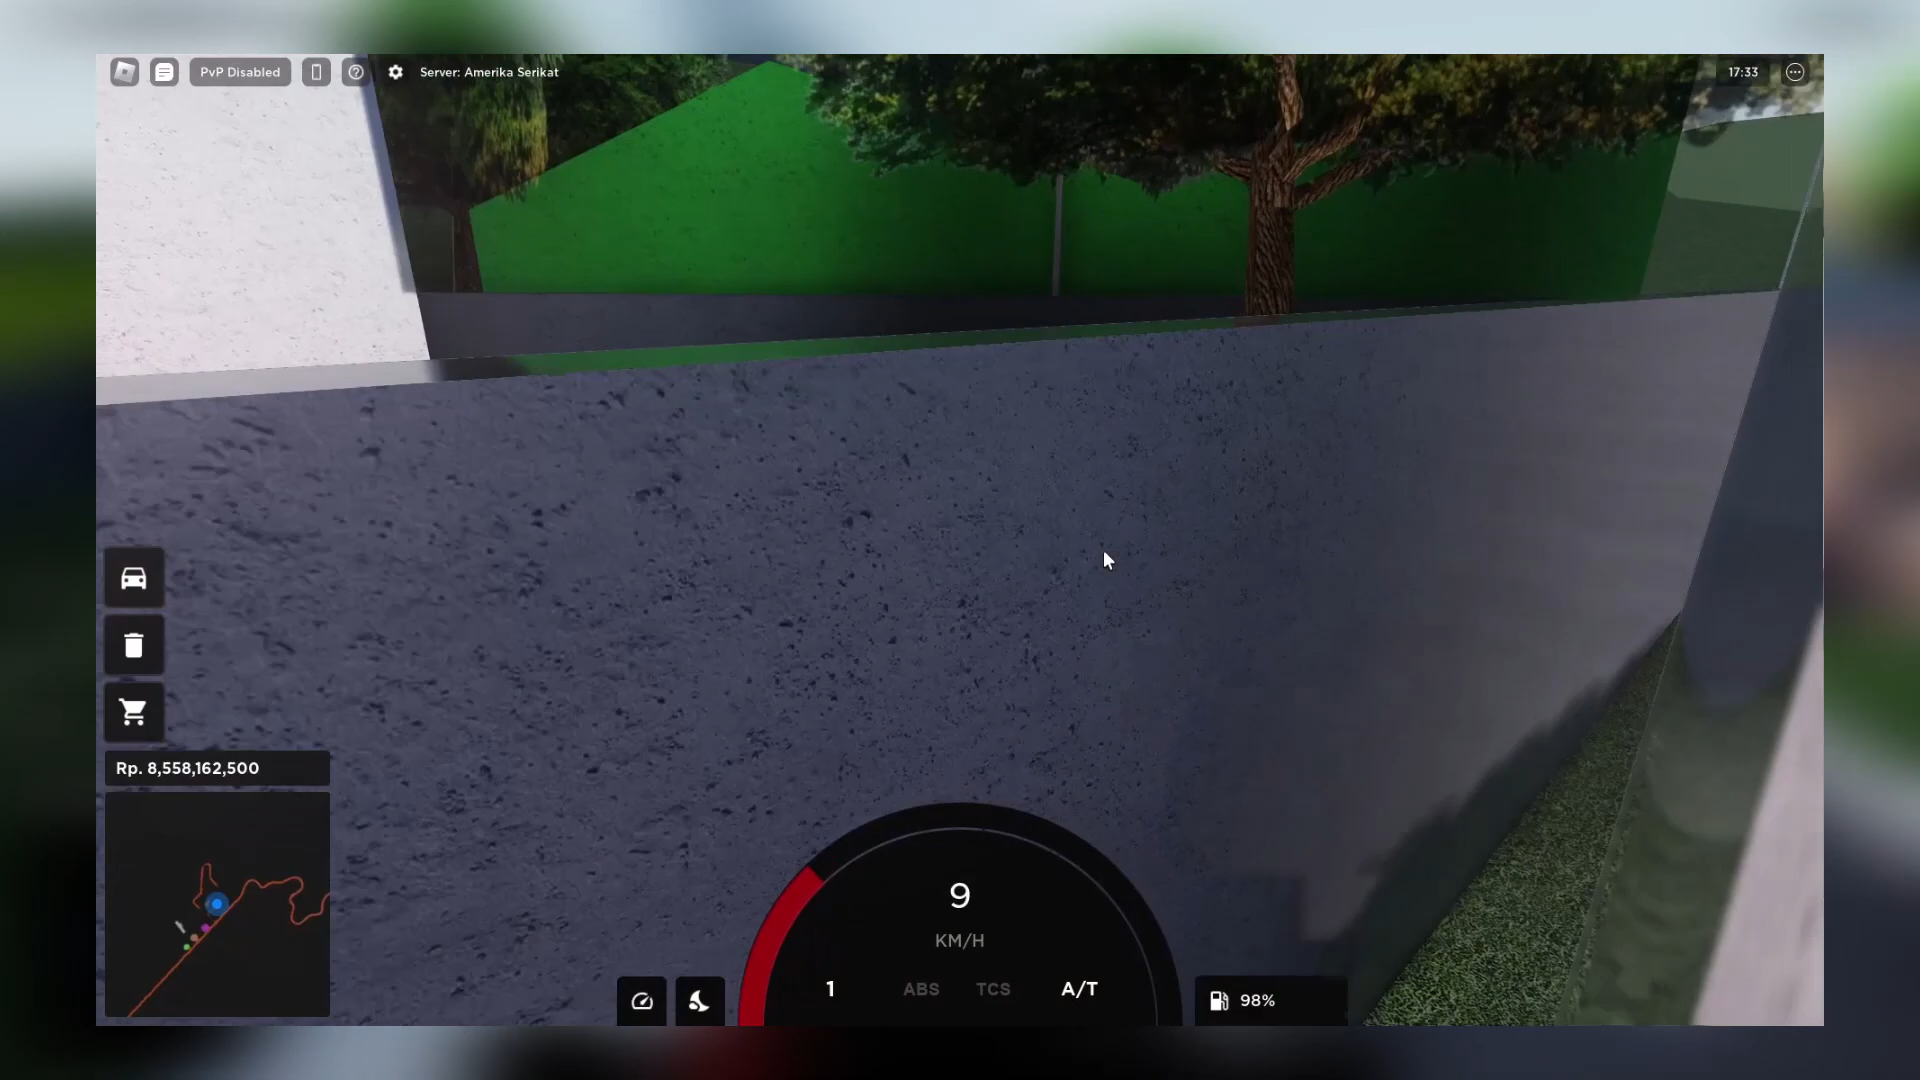 PvP Disabled
Server: Amerika Serikat
17:33
Rp. 8,558,162,500
9
KM/H
1
ABS
TCS
A/T
98%